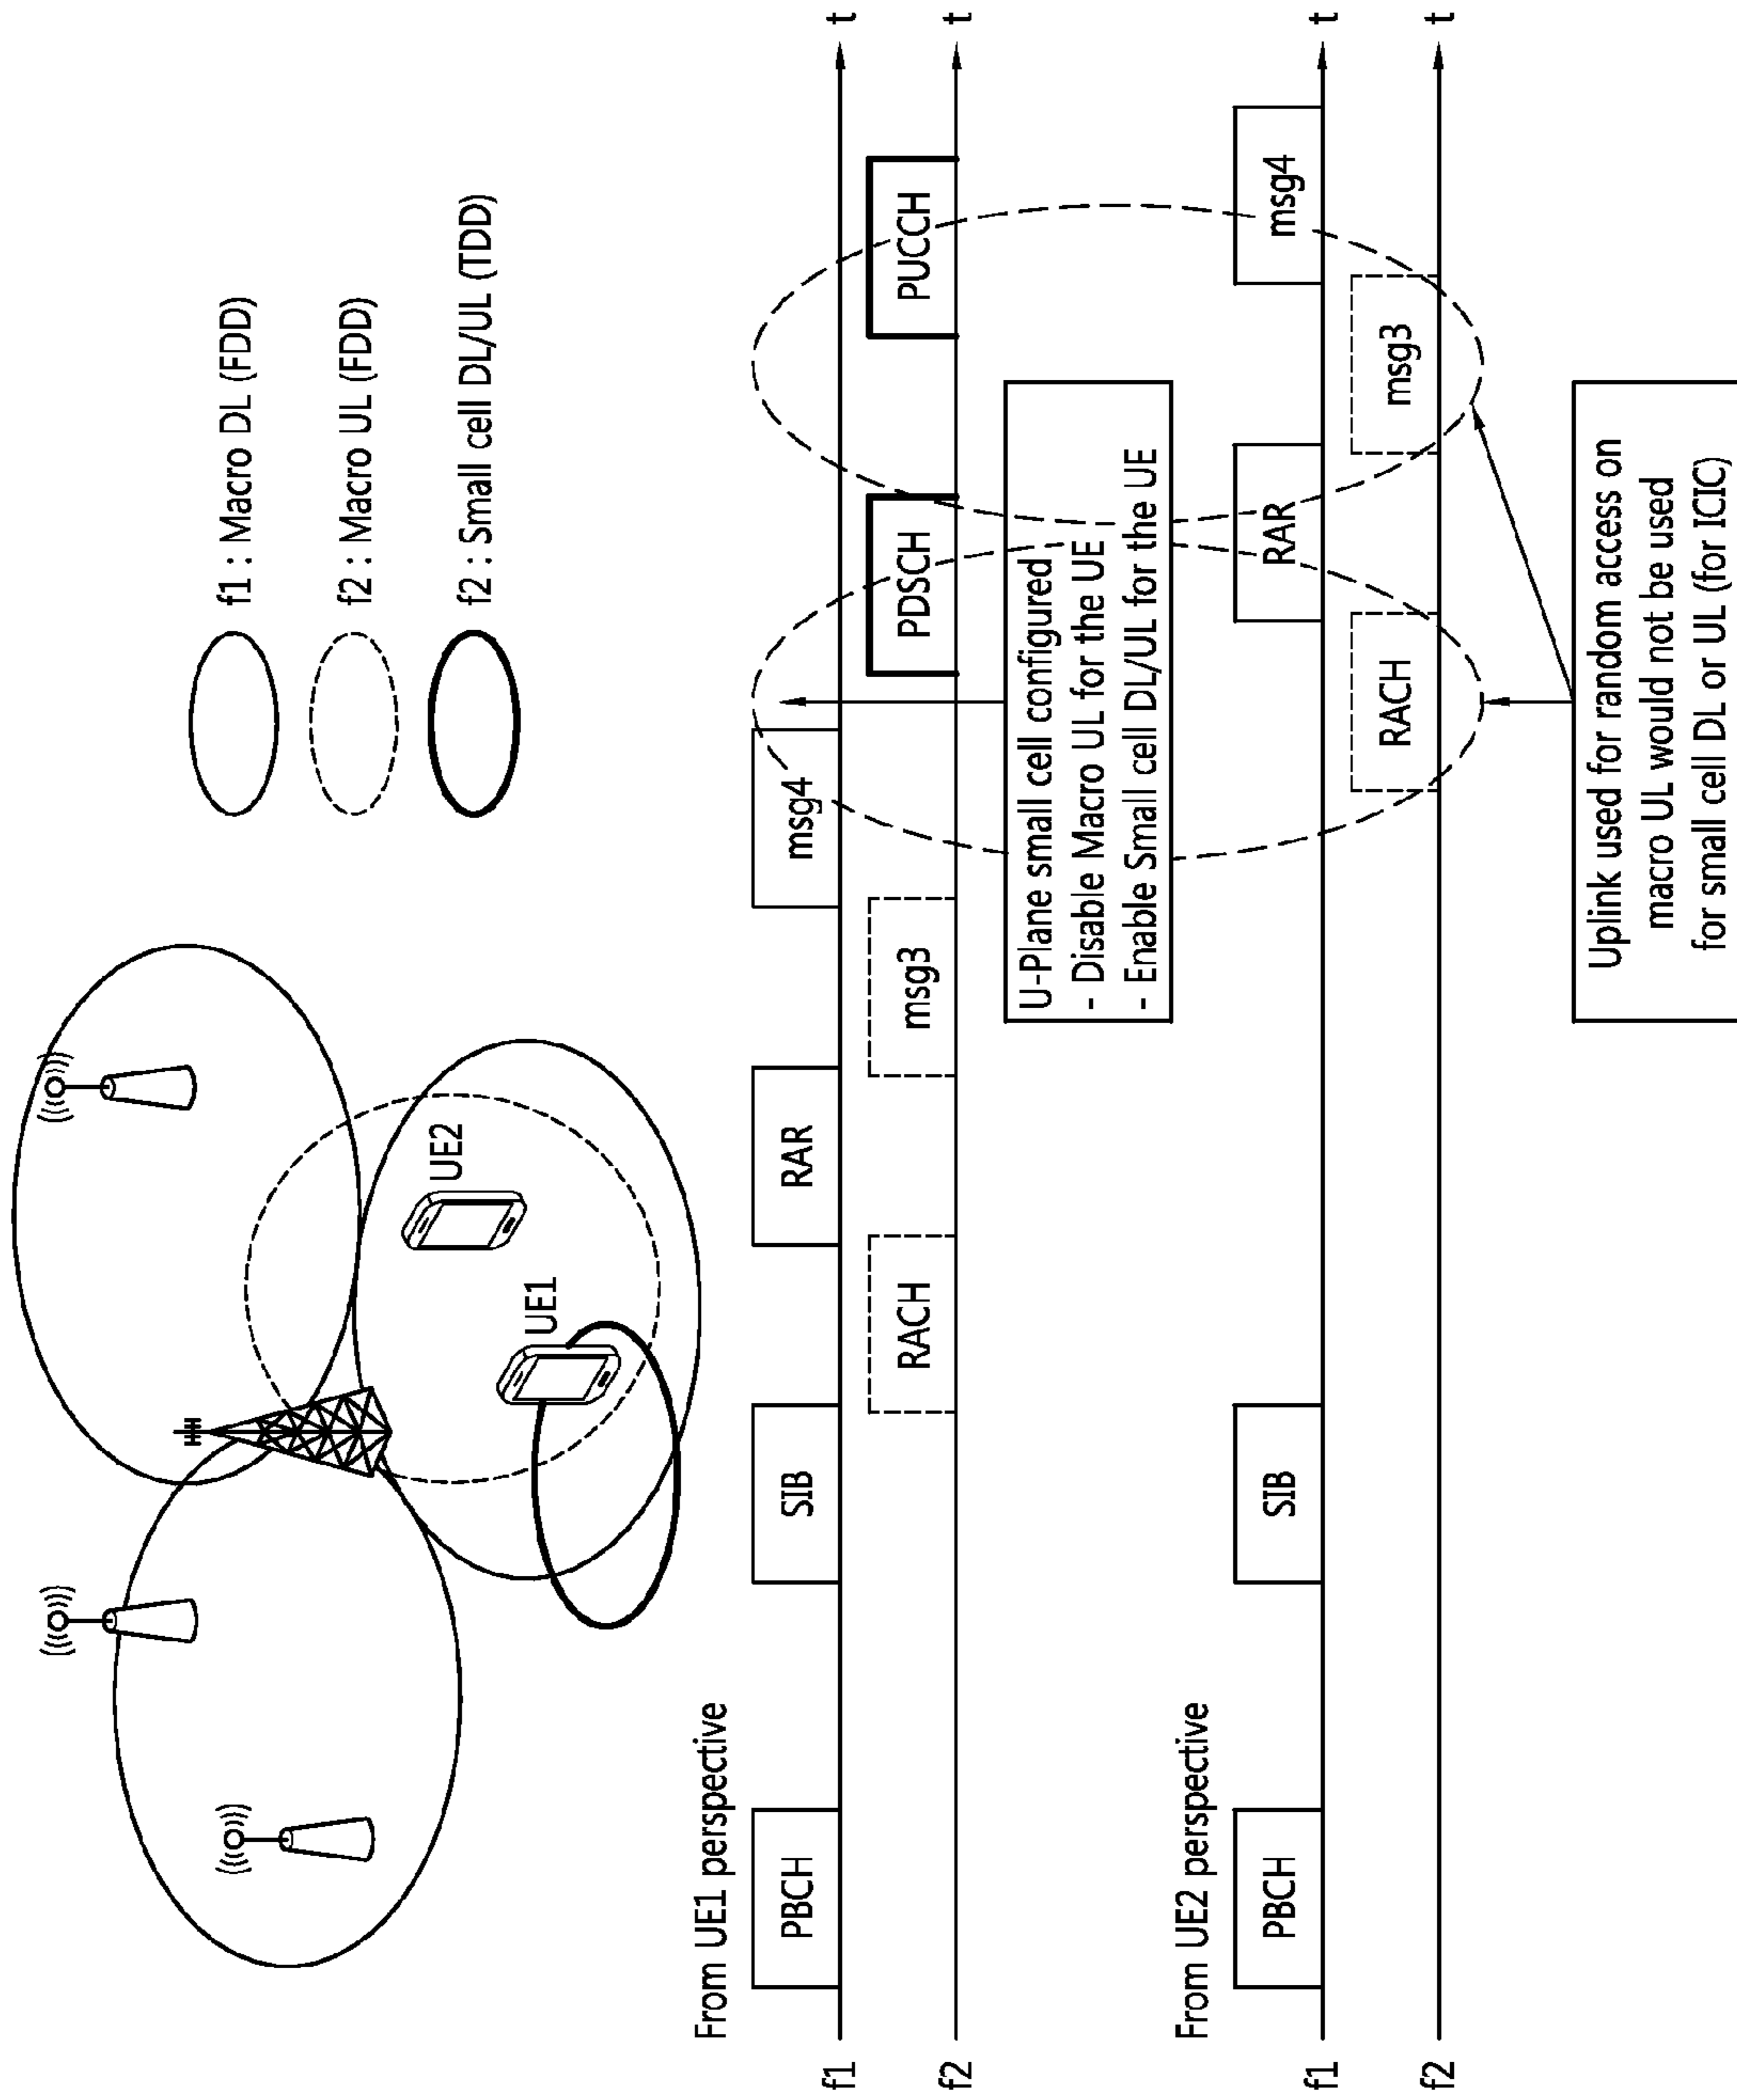 f1 : Macro DL (FDD)
f2 : Macro UL (FDD)
f2 : Small cell DL/UL (TDD)
UE1
UE2
From UE1 perspective
f1
PBCH
SIB
RAR
msg4
t
f2
RACH
msg3
PDSCH
PUCCH
t
U-Plane small cell configured
- Disable Macro UL for the UE
- Enable Small cell DL/UL for the UE
From UE2 perspective
f1
PBCH
SIB
RAR
msg4
t
f2
RACH
msg3
t
Uplink used for random access on
macro UL would not be used
for small cell DL or UL (for ICIC)